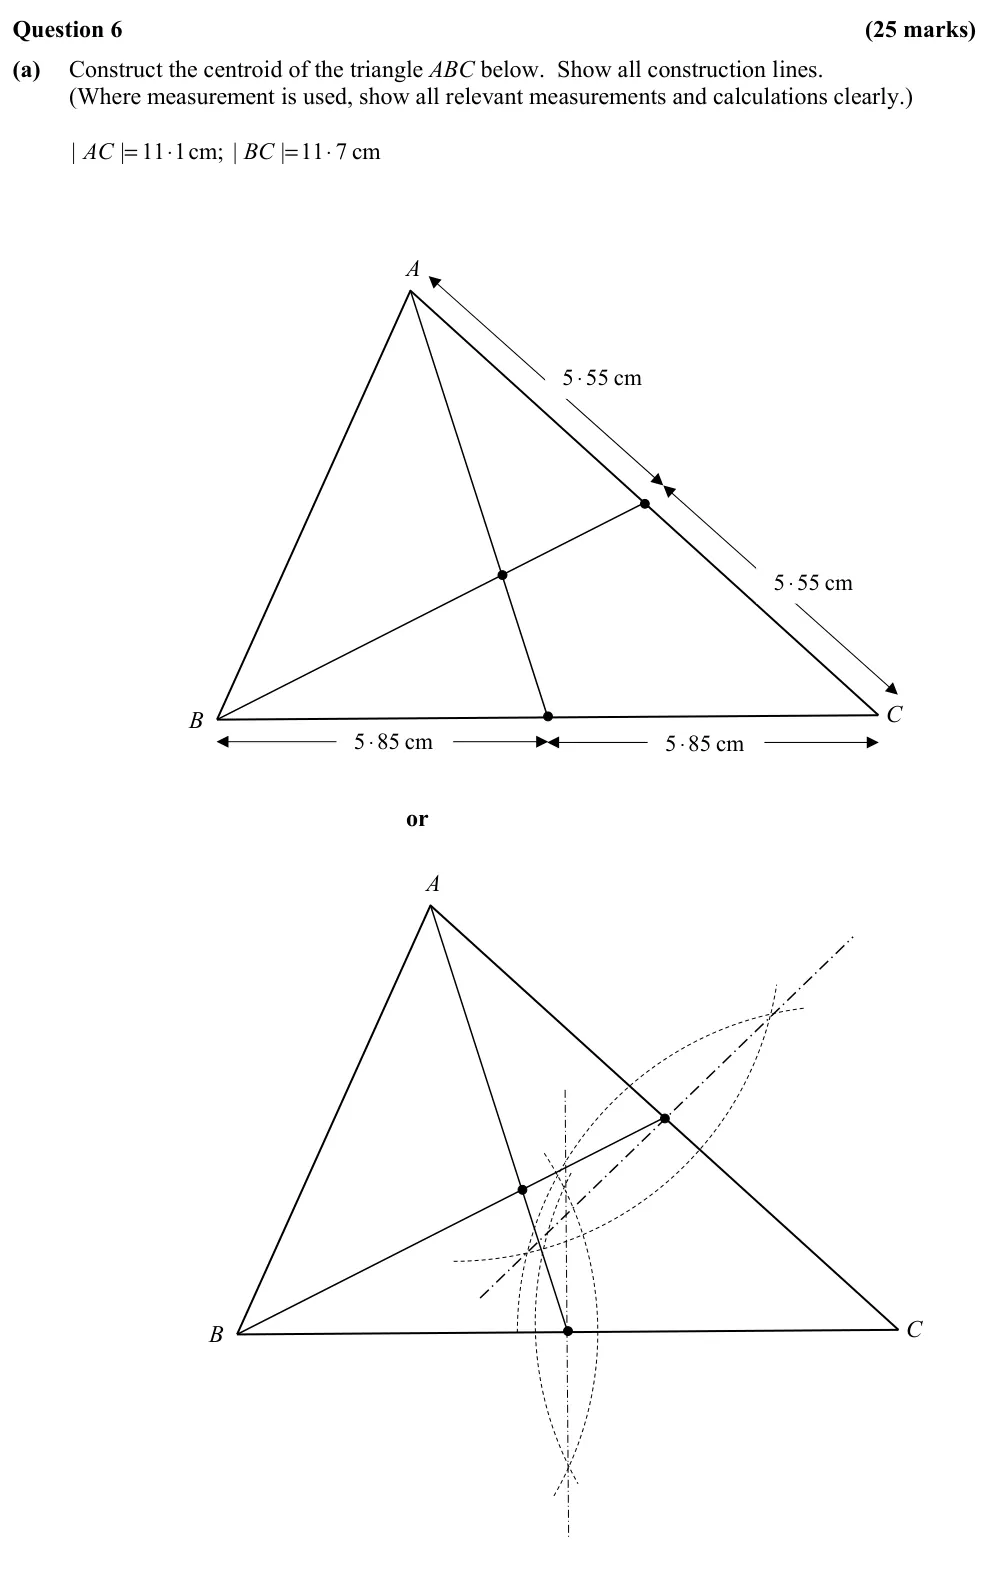 Question 6 (25 marks)
(a) Construct the centroid of the triangle ABC below. Show all construction lines.
(Where measurement is used, show all relevant measurements and calculations clearly.)
| AC |= 11·1 cm; | BC |= 11·7 cm
A
5·55 cm
5·55 cm
B
C
5·85 cm
5·85 cm
or
A
B
C